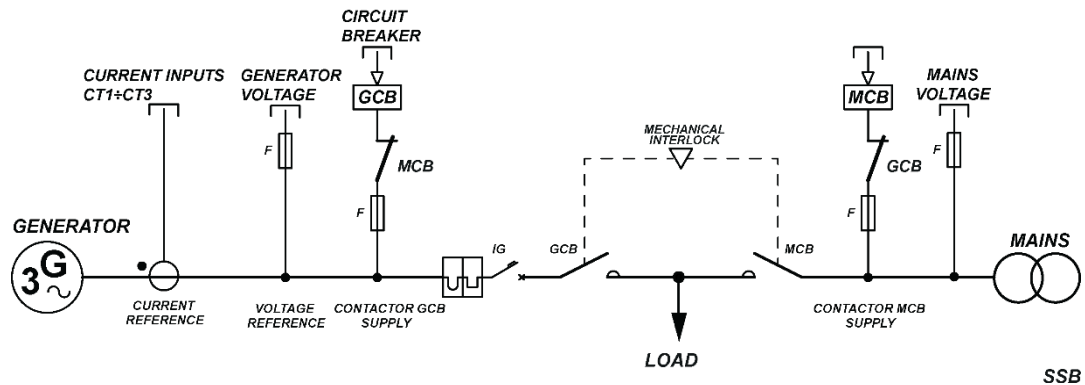 CIRCUIT
BREAKER
CURRENT INPUTS
CT1÷CT3
GENERATOR
VOLTAGE
GCB
MCB
MAINS
VOLTAGE
MECHANICAL
INTERLOCK
F
MCB
F
GCB
F
F
GENERATOR
3G
IG
GCB
MCB
MAINS
CURRENT
REFERENCE
VOLTAGE
REFERENCE
CONTACTOR GCB
SUPPLY
CONTACTOR MCB
SUPPLY
LOAD
SSB